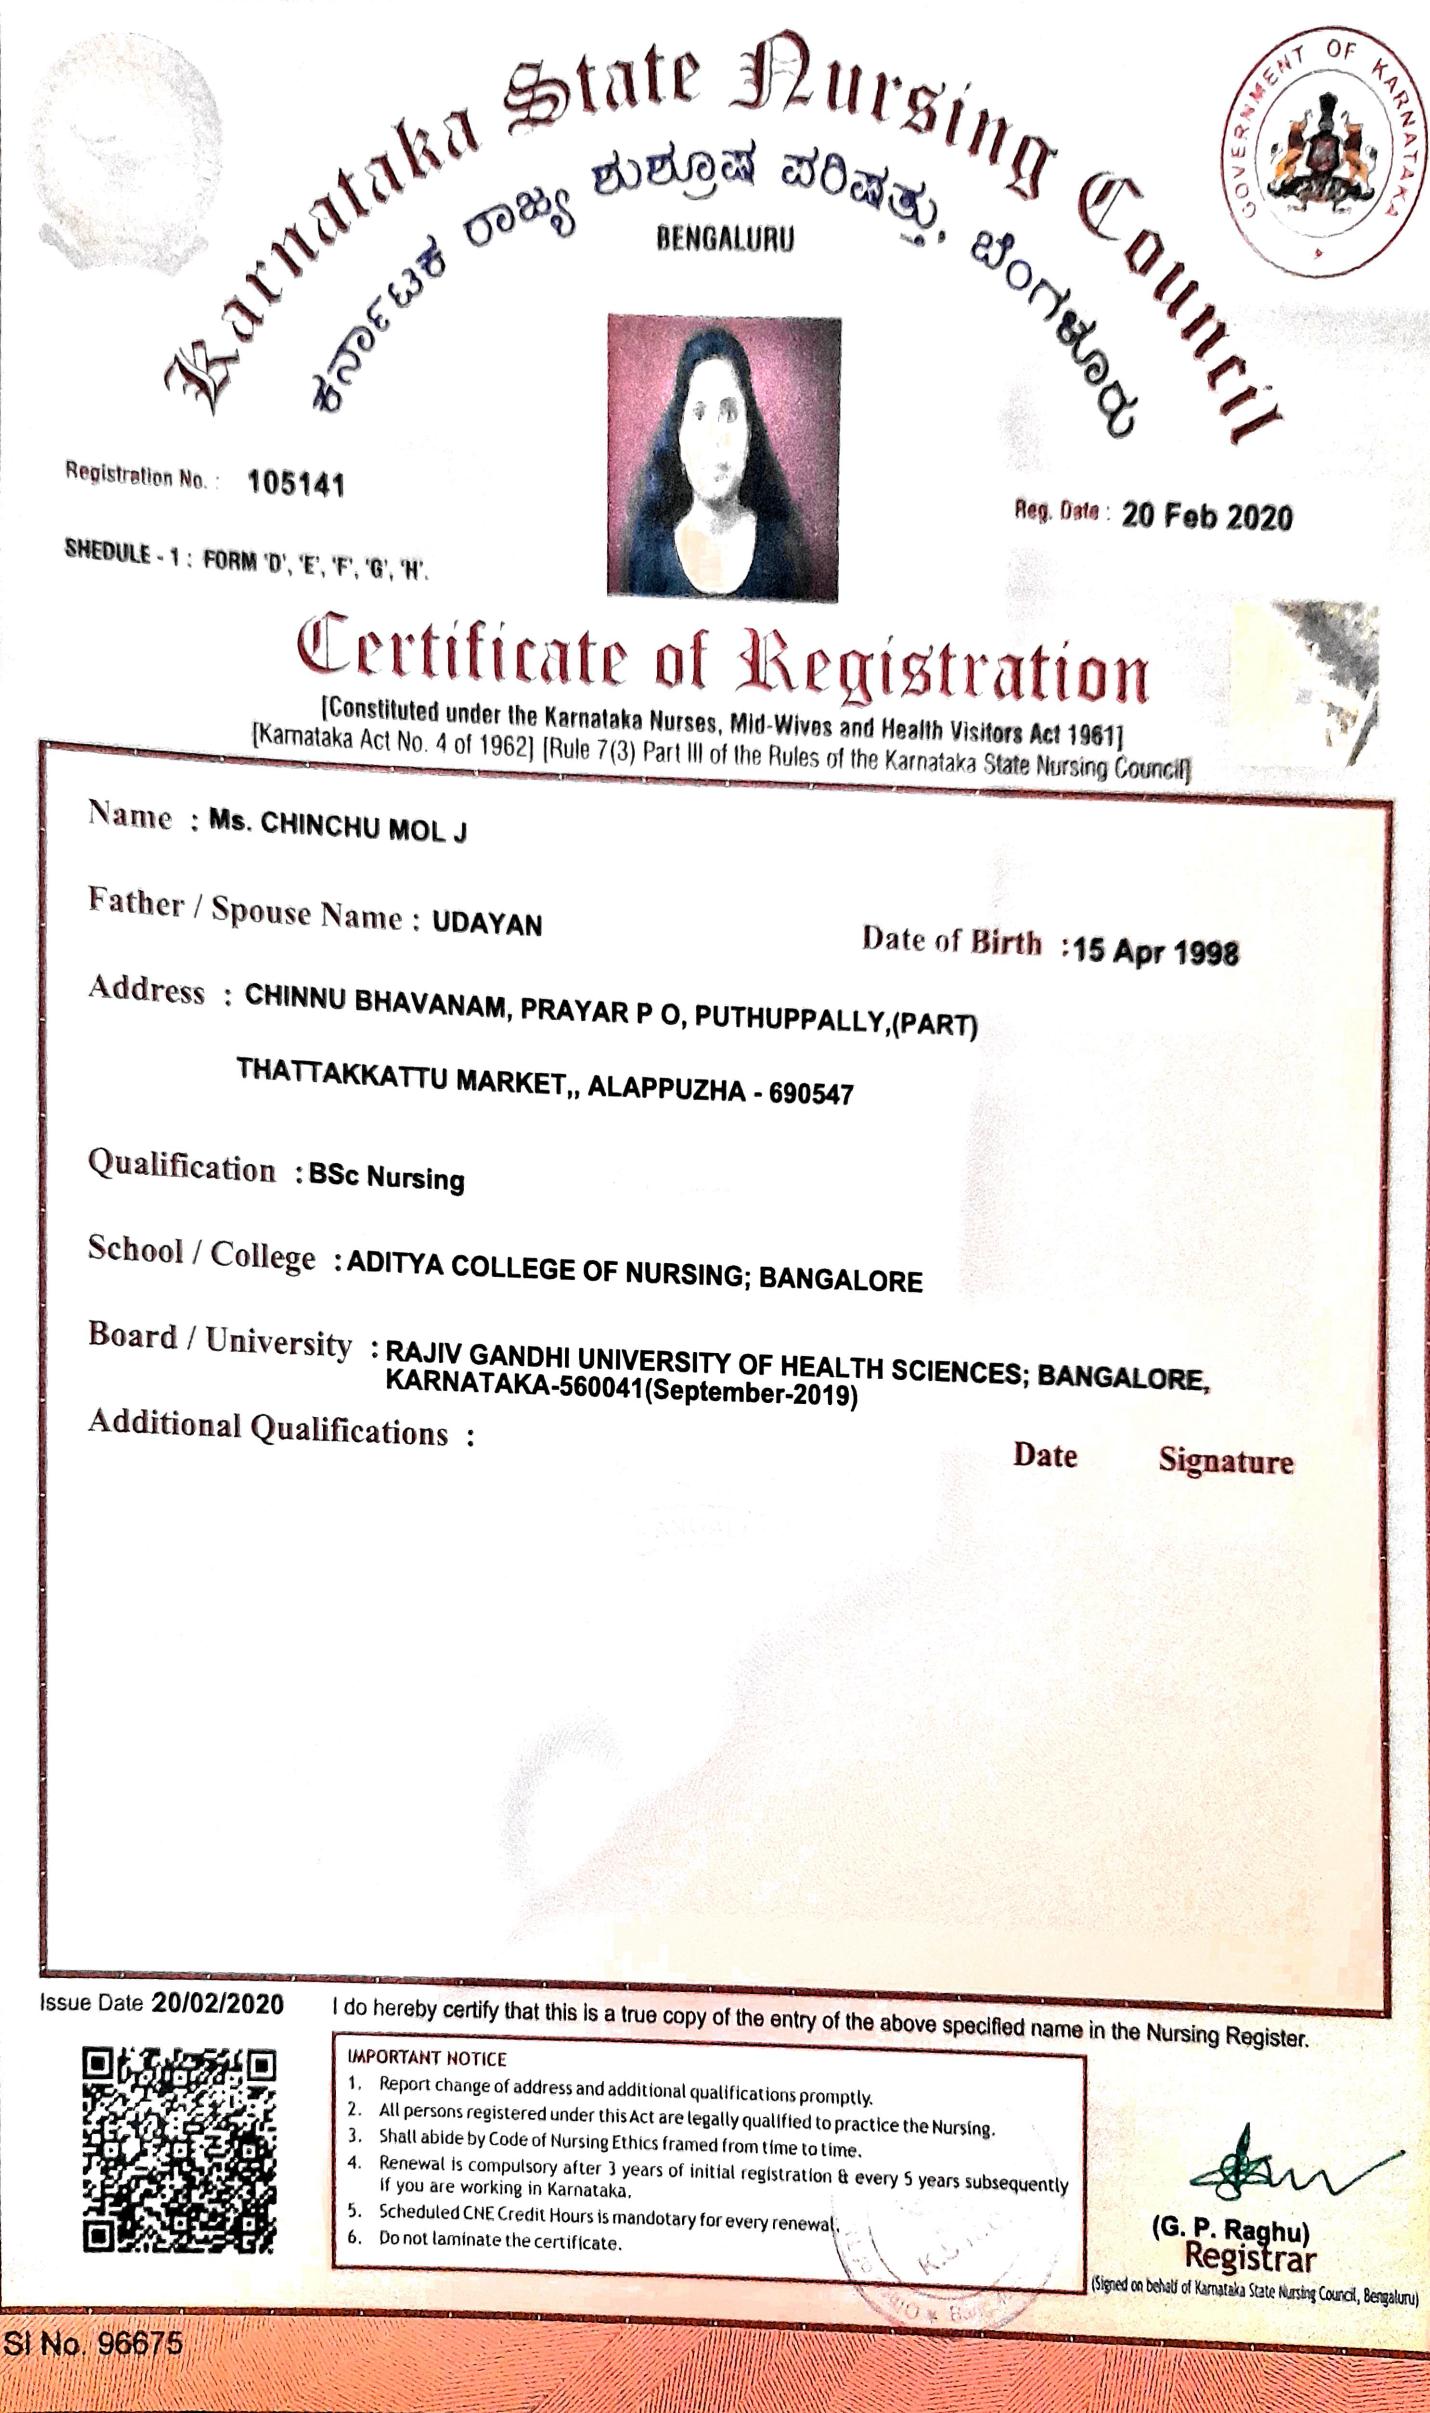 Karnataka State Nursing Council
ಕರ್ನಾಟಕ ರಾಜ್ಯ ಶುಶ್ರೂಷ ಪರಿಷತ್ತು, ಬೆಂಗಳೂರು
BENGALURU
GOVERNMENT OF KARNATAKA
Registration No. : 105141
Reg. Date : 20 Feb 2020
SHEDULE - 1 : FORM 'D', 'E', 'F', 'G', 'H'.
Certificate of Registration
[Constituted under the Karnataka Nurses, Mid-Wives and Health Visitors Act 1961]
[Karnataka Act No. 4 of 1962] [Rule 7(3) Part III of the Rules of the Karnataka State Nursing Council]
Name : Ms. CHINCHU MOL J
Father / Spouse Name : UDAYAN
Date of Birth : 15 Apr 1998
Address : CHINNU BHAVANAM, PRAYAR P O, PUTHUPPALLY,(PART)
THATTAKKATTU MARKET,, ALAPPUZHA - 690547
Qualification : BSc Nursing
School / College : ADITYA COLLEGE OF NURSING; BANGALORE
Board / University : RAJIV GANDHI UNIVERSITY OF HEALTH SCIENCES; BANGALORE,
KARNATAKA-560041(September-2019)
Additional Qualifications :
Date Signature
Issue Date 20/02/2020
I do hereby certify that this is a true copy of the entry of the above specified name in the Nursing Register.
IMPORTANT NOTICE
1. Report change of address and additional qualifications promptly.
2. All persons registered under this Act are legally qualified to practice the Nursing.
3. Shall abide by Code of Nursing Ethics framed from time to time.
4. Renewal is compulsory after 3 years of initial registration & every 5 years subsequently
if you are working in Karnataka.
5. Scheduled CNE Credit Hours is mandotary for every renewal.
6. Do not laminate the certificate.
(G. P. Raghu)
Registrar
(Signed on behalf of Karnataka State Nursing Council, Bengaluru)
Sl No. 96675